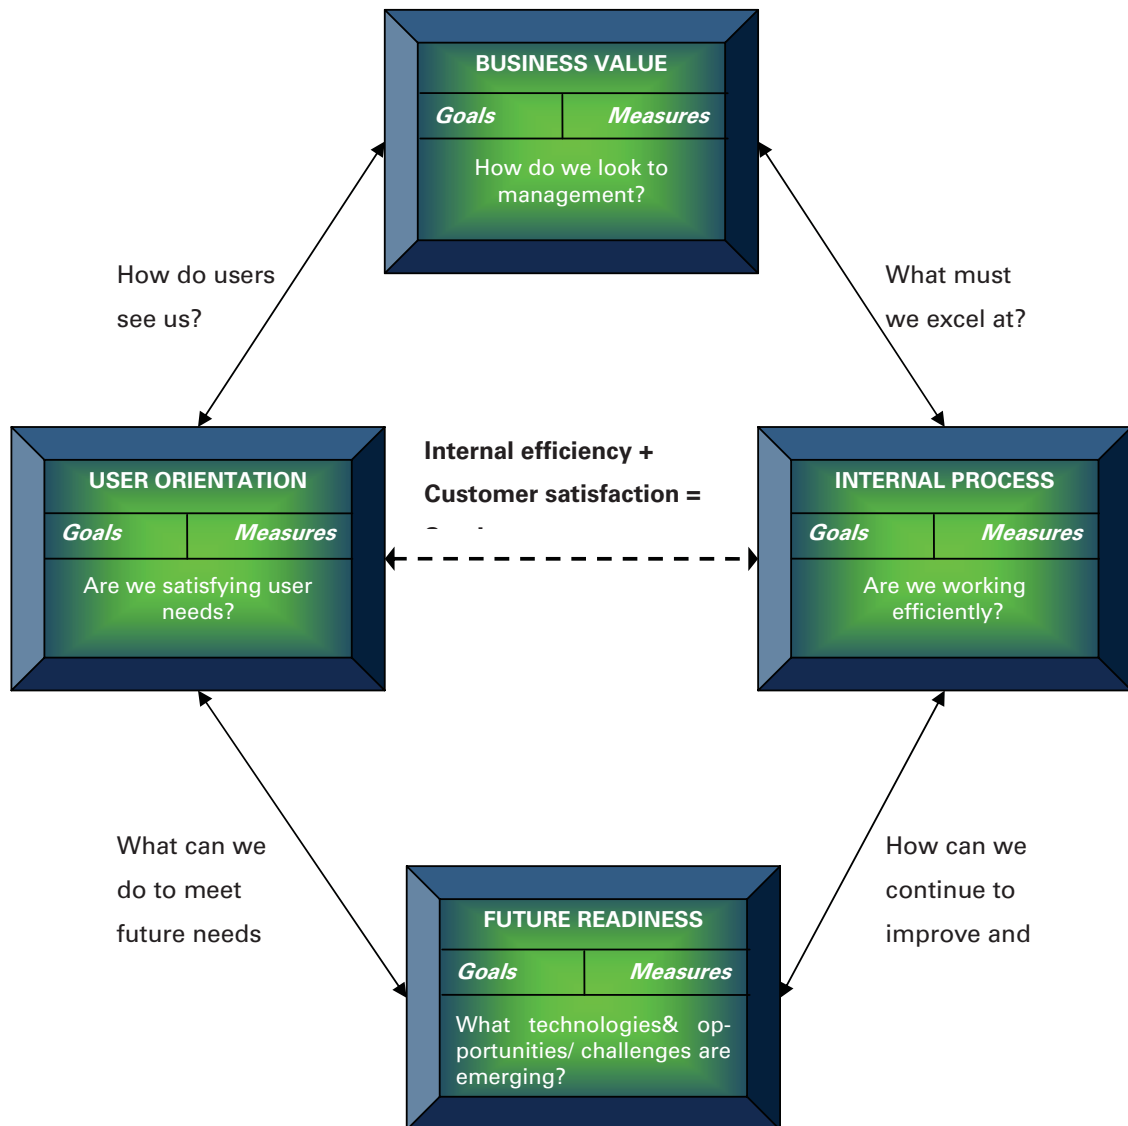 BUSINESS VALUE
Goals Measures
How do we look to
management?
How do users
see us?
What must
we excel at?
Internal efficiency +
Customer satisfaction =
USER ORIENTATION
Goals Measures
Are we satisfying user
needs?
INTERNAL PROCESS
Goals Measures
Are we working
efficiently?
What can we
do to meet
future needs
How can we
continue to
improve and
FUTURE READINESS
Goals Measures
What technologies& op-
portunities/ challenges are
emerging?